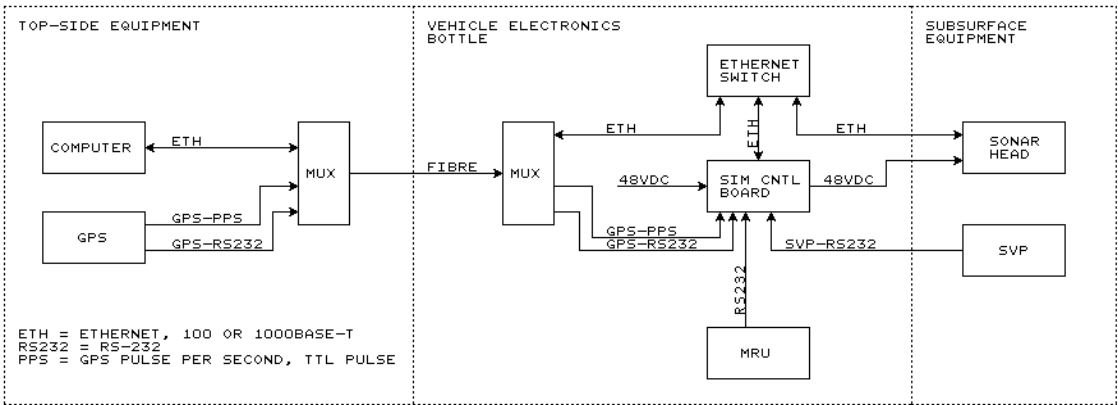 TOP-SIDE EQUIPMENT
VEHICLE ELECTRONICS
BOTTLE
SUBSURFACE
EQUIPMENT
ETHERNET
SWITCH
COMPUTER
ETH
MUX
GPS
GPS-PPS
GPS-RS232
FIBRE
MUX
ETH
ETH
ETH
SONAR
HEAD
48VDC
SIM CNTL
BOARD
48VDC
GPS-PPS
GPS-RS232
SVP-RS232
SVP
RS232
MRU
ETH = ETHERNET, 100 OR 1000BASE-T
RS232 = RS-232
PPS = GPS PULSE PER SECOND, TTL PULSE